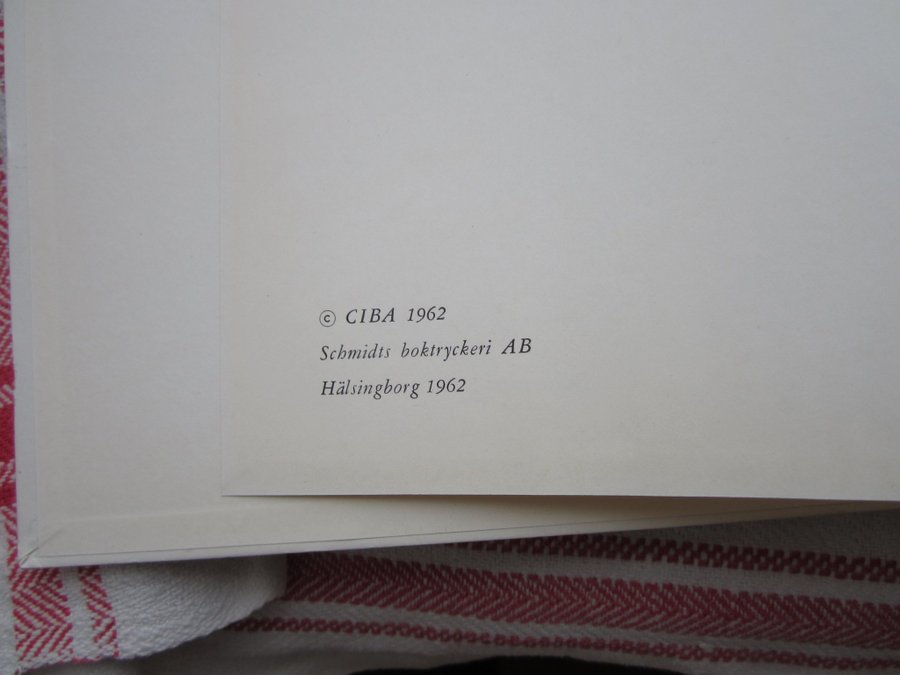 © CIBA 1962
Schmidts boktryckeri AB
Hälsingborg 1962